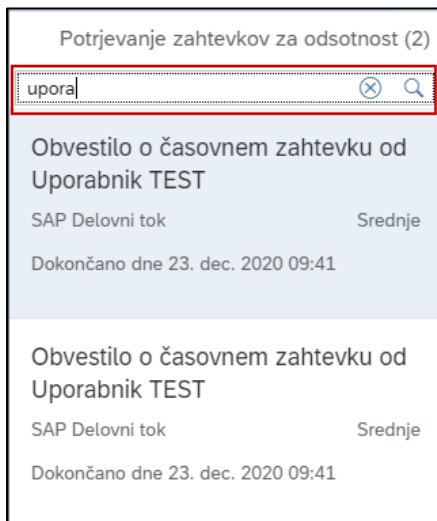 Potrjevanje zahtevkov za odsotnost (2)
upora
Obvestilo o časovnem zahtevku od
Uporabnik TEST
SAP Delovni tok Srednje
Dokončano dne 23. dec. 2020 09:41
Obvestilo o časovnem zahtevku od
Uporabnik TEST
SAP Delovni tok Srednje
Dokončano dne 23. dec. 2020 09:41